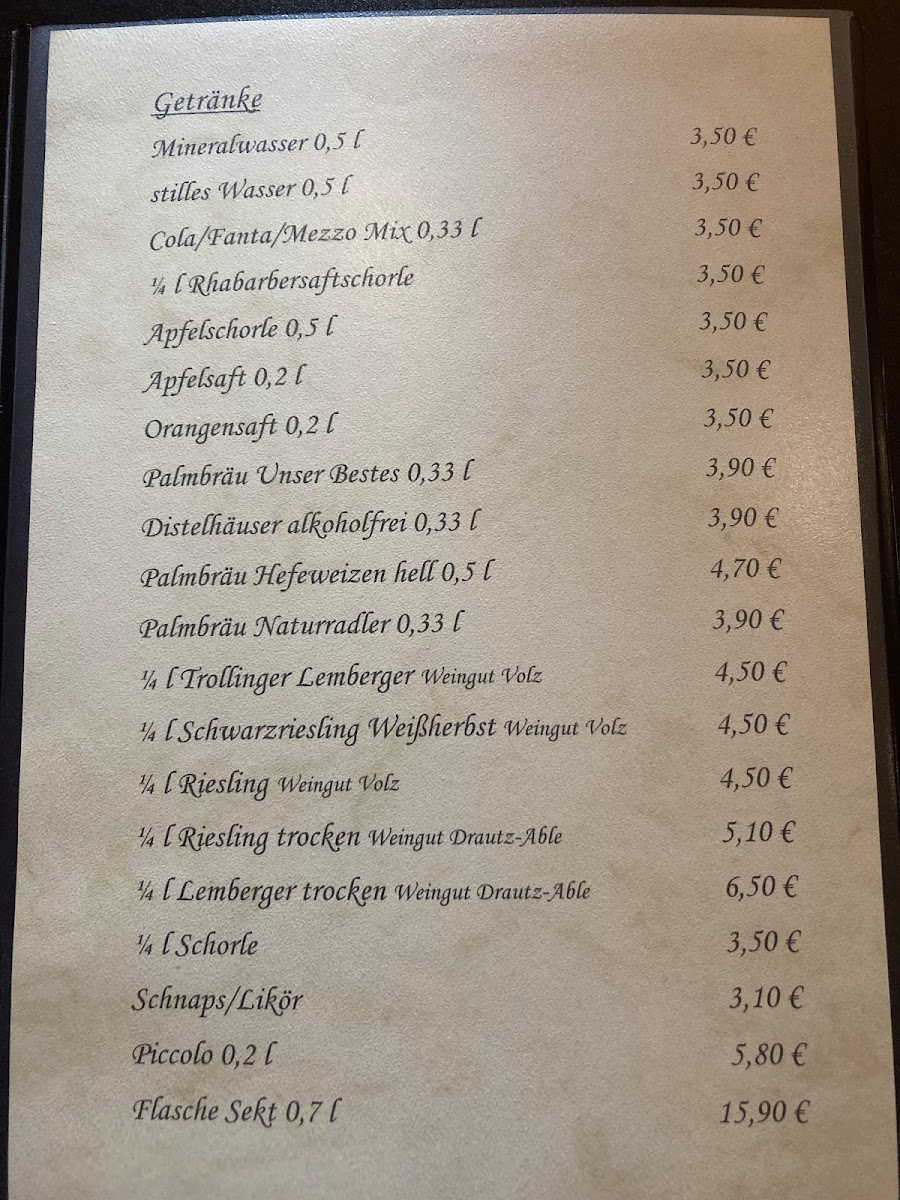 Getränke
Mineralwasser 0,5 l 3,50 €
stilles Wasser 0,5 l 3,50 €
Cola/Fanta/Mezzo Mix 0,33 l 3,50 €
¼ l Rhabarbersaftschorle 3,50 €
Apfelschorle 0,5 l 3,50 €
Apfelsaft 0,2 l 3,50 €
Orangensaft 0,2 l 3,50 €
Palmbräu Unser Bestes 0,33 l 3,90 €
Distelhäuser alkoholfrei 0,33 l 3,90 €
Palmbräu Hefeweizen hell 0,5 l 4,70 €
Palmbräu Naturradler 0,33 l 3,90 €
¼ l Trollinger Lemberger Weingut Volz 4,50 €
¼ l Schwarzriesling Weißherbst Weingut Volz 4,50 €
¼ l Riesling Weingut Volz 4,50 €
¼ l Riesling trocken Weingut Drautz-Able 5,10 €
¼ l Lemberger trocken Weingut Drautz-Able 6,50 €
¼ l Schorle 3,50 €
Schnaps/Likör 3,10 €
Piccolo 0,2 l 5,80 €
Flasche Sekt 0,7 l 15,90 €